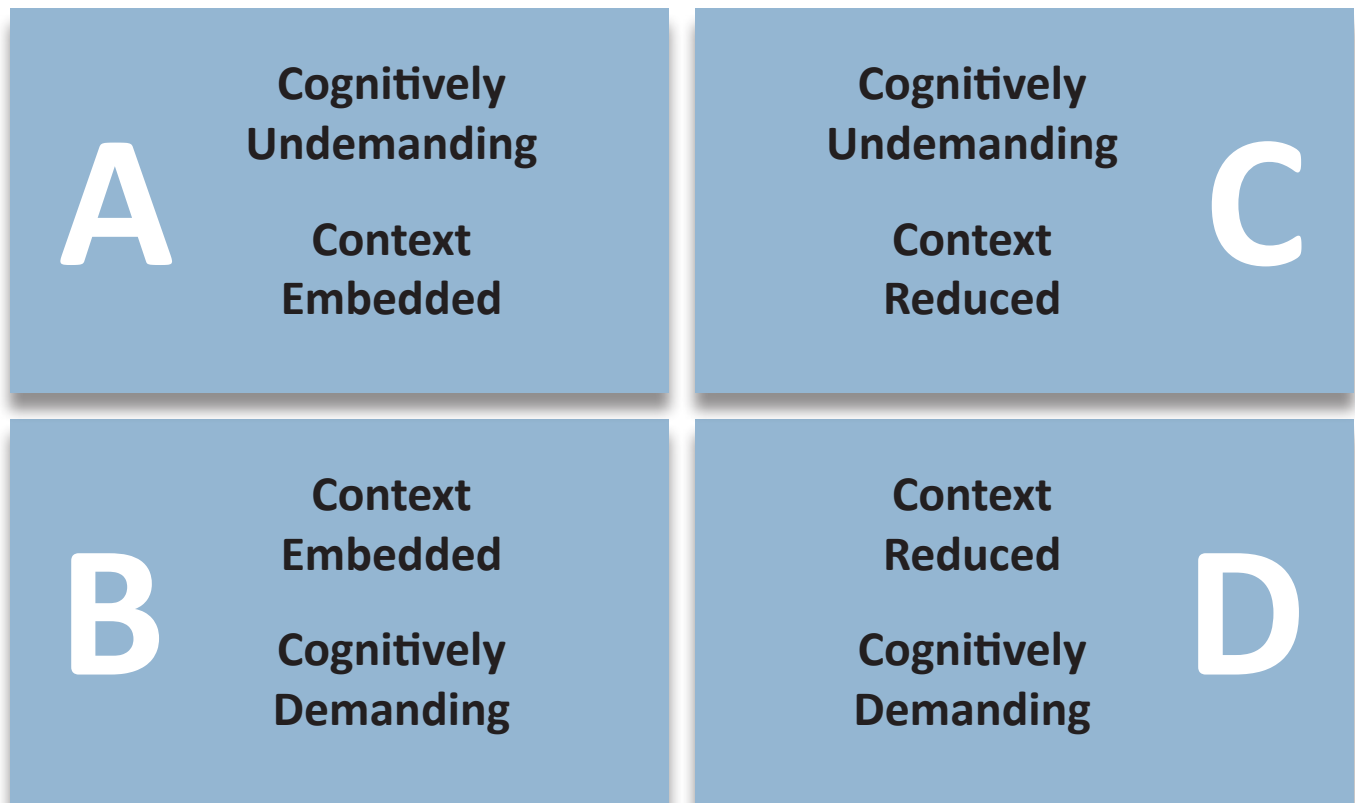 A
Cognitively
Undemanding
Context
Embedded
Cognitively
Undemanding
Context
Reduced
C
B
Context
Embedded
Cognitively
Demanding
Context
Reduced
Cognitively
Demanding
D